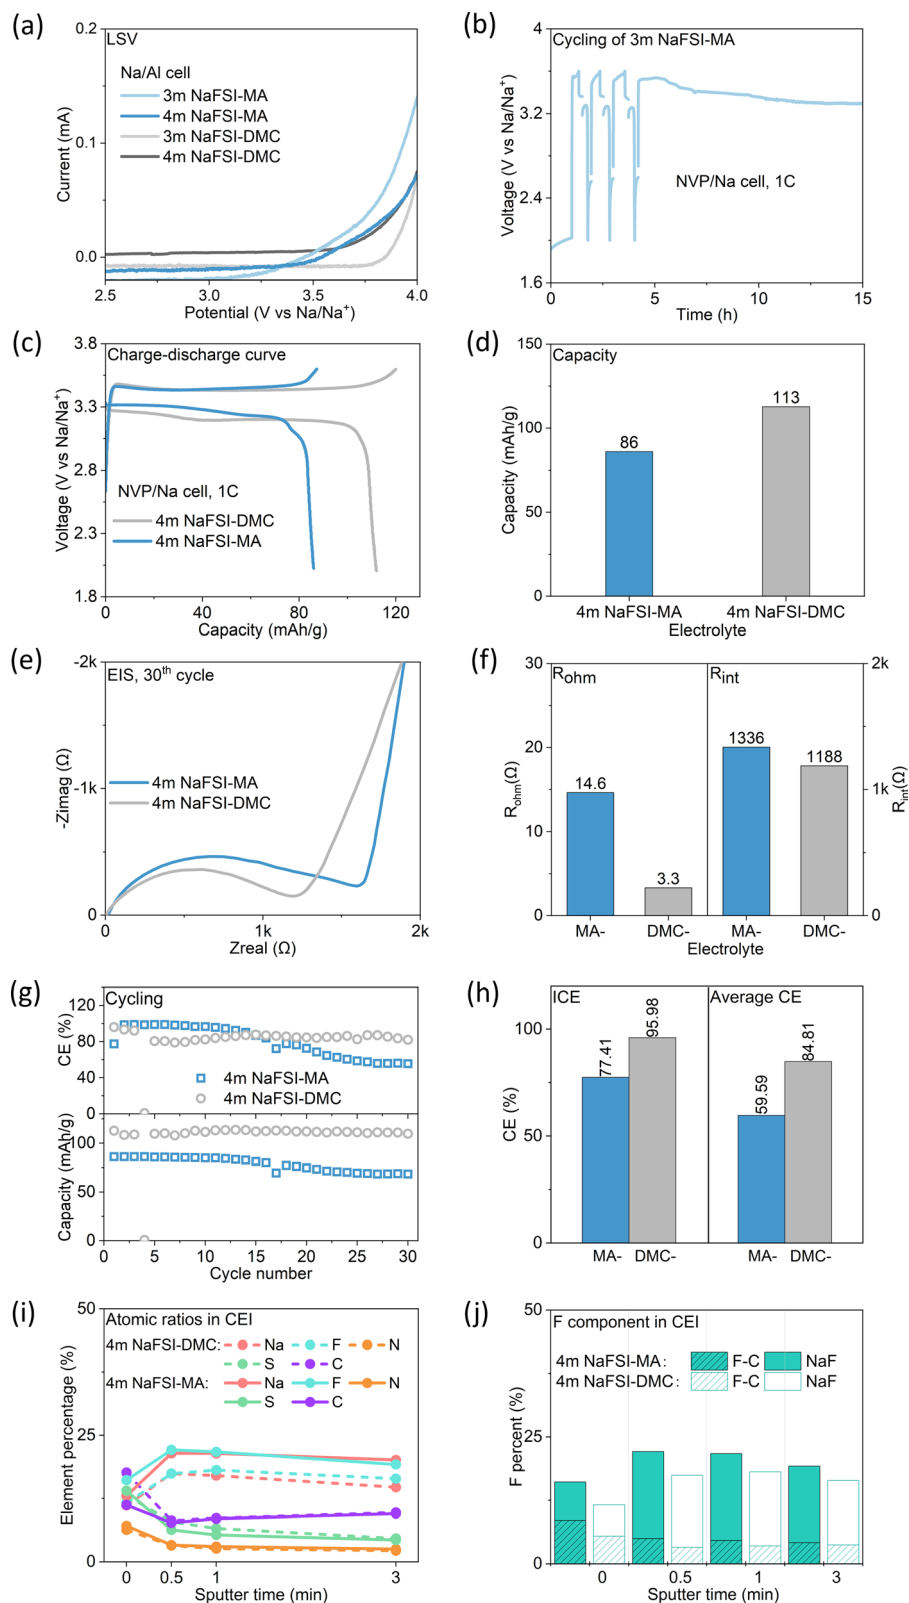 (a)
LSV
Na/Al cell
3m NaFSI-MA
4m NaFSI-MA
3m NaFSI-DMC
4m NaFSI-DMC
0.2
0.1
0.0
Current (mA)
2.5 3.0 3.5 4.0
Potential (V vs Na/Na⁺)
(b)
Cycling of 3m NaFSI-MA
NVP/Na cell, 1C
4
3.2
2.4
1.6
Voltage (V vs Na/Na⁺)
0 5 10 15
Time (h)
(c)
Charge-discharge curve
NVP/Na cell, 1C
4m NaFSI-DMC
4m NaFSI-MA
3.8
3.3
2.8
2.3
1.8
Voltage (V vs Na/Na⁺)
0 40 80 120
Capacity (mAh/g)
(d)
Capacity
150
100
50
0
Capacity (mAh/g)
86
113
4m NaFSI-MA 4m NaFSI-DMC
Electrolyte
(e)
EIS, 30th cycle
4m NaFSI-MA
4m NaFSI-DMC
-2k
-1k
0
-Zimag (Ω)
0 1k 2k
Zreal (Ω)
(f)
Rohm
Rint
30
20
10
0
Rohm(Ω)
14.6
3.3
1336
1188
2k
1k
0
Rint(Ω)
MA- DMC- MA- DMC-
Electrolyte
(g)
Cycling
120
80
40
0
CE (%)
4m NaFSI-MA
4m NaFSI-DMC
100
50
0
Capacity (mAh/g)
0 5 10 15 20 25 30
Cycle number
(h)
ICE
Average CE
100
50
0
CE (%)
77.41
95.98
59.59
84.81
MA- DMC- MA- DMC-
(i)
Atomic ratios in CEI
4m NaFSI-DMC: Na F N
S C
4m NaFSI-MA: Na F N
S C
50
25
0
Element percentage (%)
0 0.5 1 3
Sputter time (min)
(j)
F component in CEI
4m NaFSI-MA: F-C NaF
4m NaFSI-DMC: F-C NaF
50
25
0
F percent (%)
0 0.5 1 3
Sputter time (min)